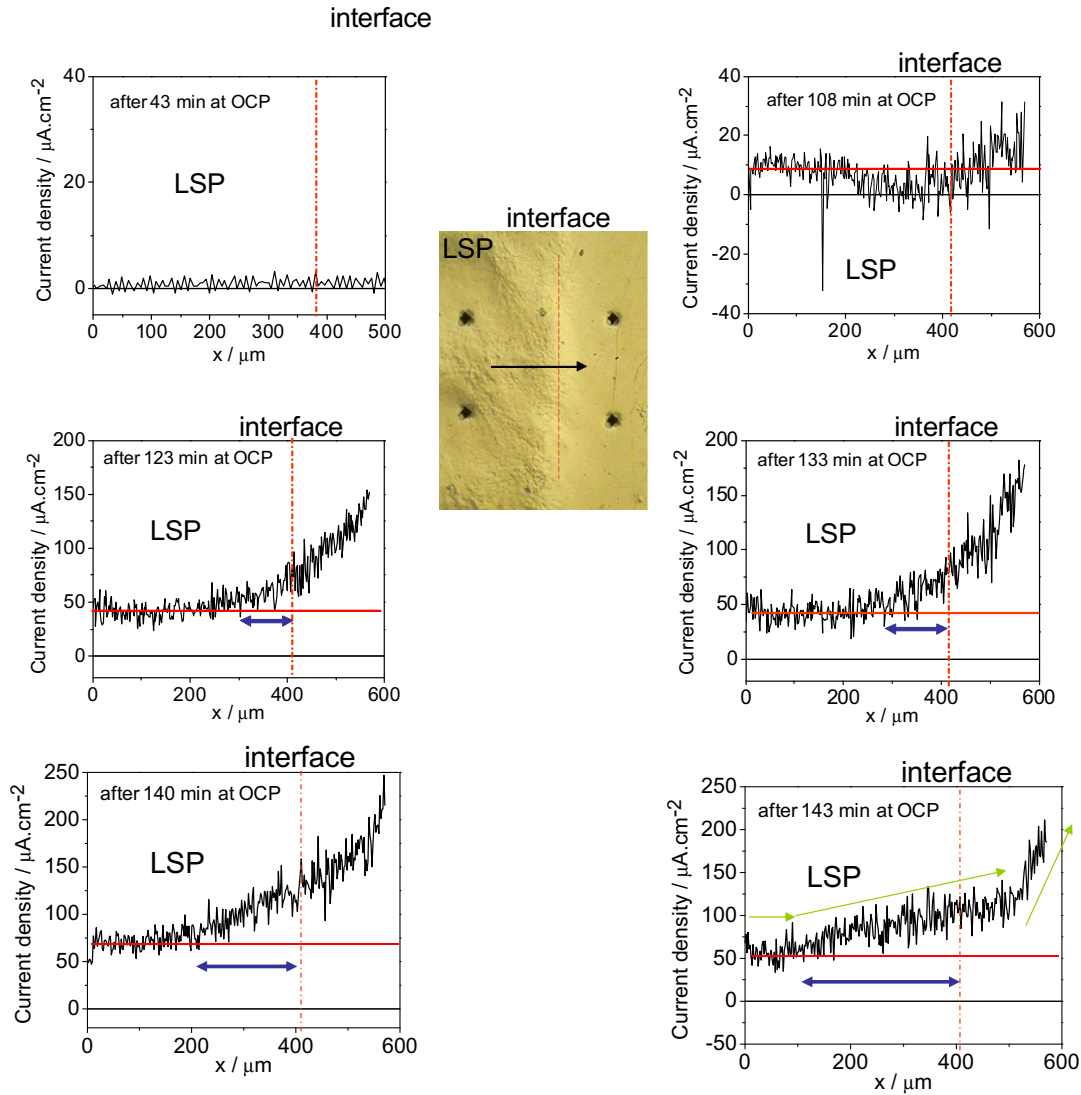 interface
after 43 min at OCP
LSP
Current density / μA.cm⁻²
40
20
0
0 100 200 300 400 500
x / μm
interface
after 108 min at OCP
LSP
Current density / μA.cm⁻²
40
20
0
-20
-40
0 200 400 600
x / μm
interface
LSP
interface
after 123 min at OCP
LSP
Current density / μA.cm⁻²
200
150
100
50
0
0 200 400 600
x / μm
interface
after 133 min at OCP
LSP
Current density / μA.cm⁻²
200
150
100
50
0
0 200 400 600
x / μm
interface
after 140 min at OCP
LSP
Current density / μA.cm⁻²
250
200
150
100
50
0
0 200 400 600
x / μm
interface
after 143 min at OCP
LSP
Current density / μA.cm⁻²
250
200
150
100
50
0
-50
0 200 400 600
x / μm